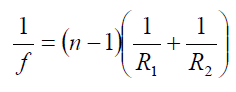 1/f = (n − 1)(1/R₁ + 1/R₂)